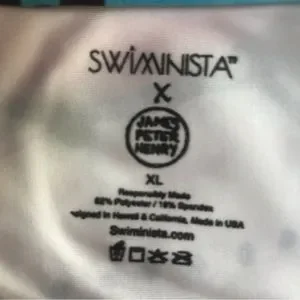 SWIMNISTA
X
JAMES
PETER
HENRY
XL
Responsibly Made
82% Polyester / 18% Spandex
Designed in Hawaii & California, Made in USA
Swiminista.com